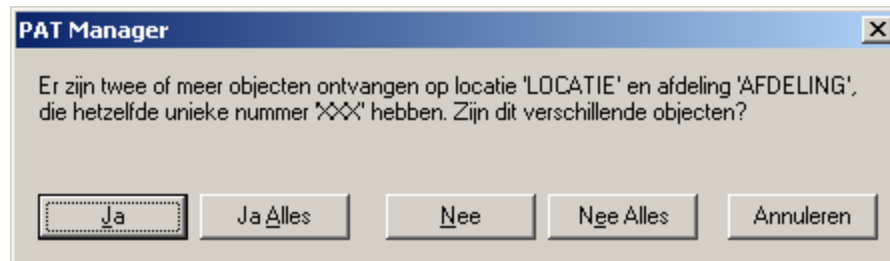 PAT Manager
Er zijn twee of meer objecten ontvangen op locatie 'LOCATIE' en afdeling 'AFDELING',
die hetzelfde unieke nummer 'XXX' hebben. Zijn dit verschillende objecten?
Ja
Ja Alles
Nee
Nee Alles
Annuleren